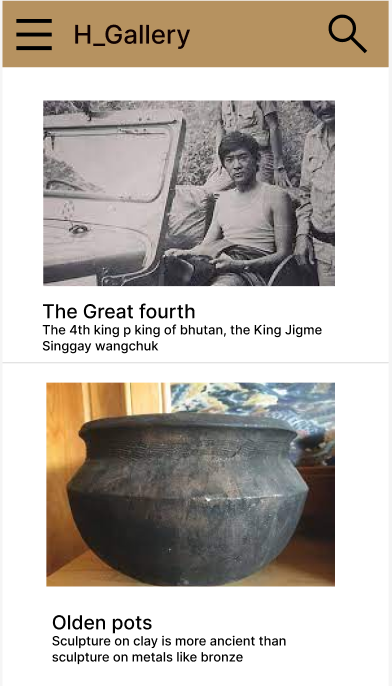 H_Gallery
The Great fourth
The 4th king p king of bhutan, the King Jigme
Singgay wangchuk
Olden pots
Sculpture on clay is more ancient than
sculpture on metals like bronze